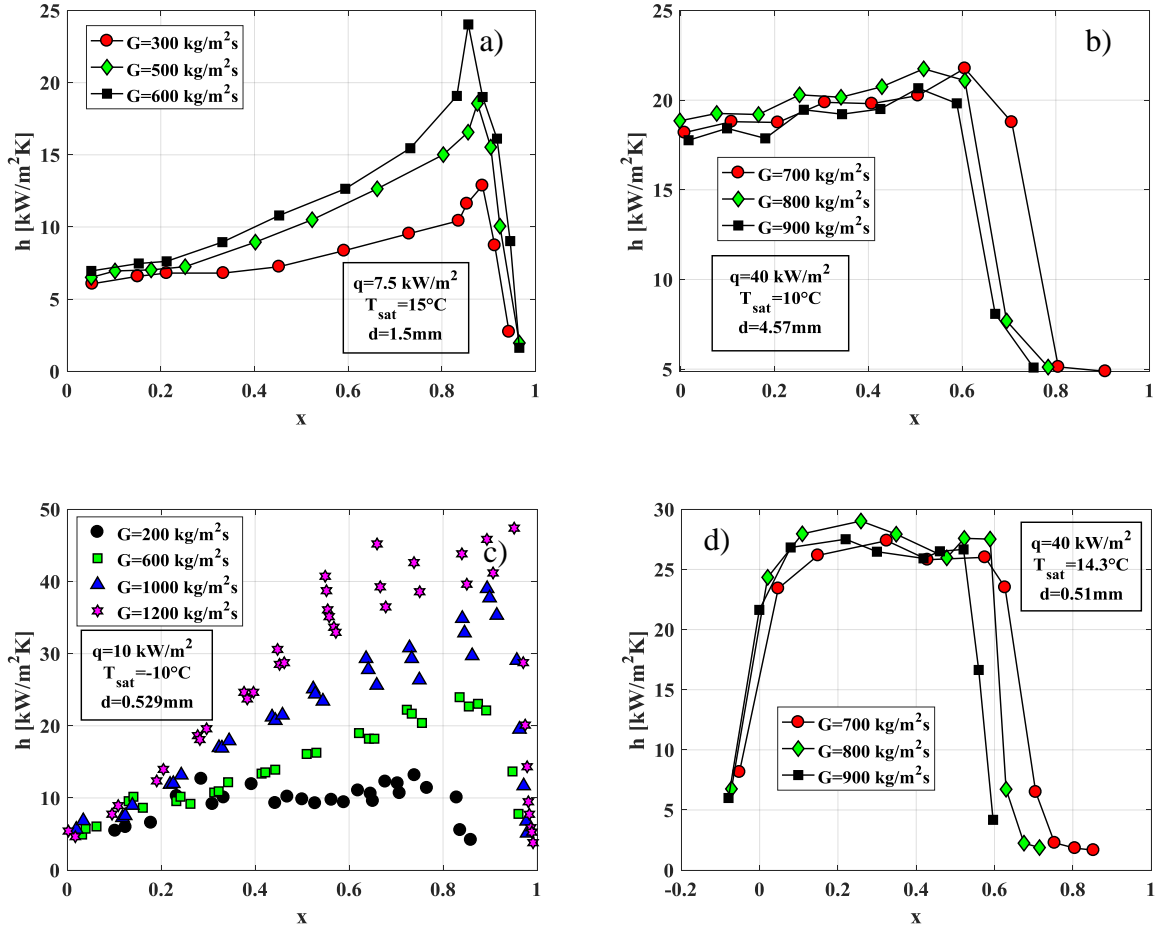 a)
G=300 kg/m²s
G=500 kg/m²s
G=600 kg/m²s
q=7.5 kW/m²
T_sat=15°C
d=1.5mm
h [kW/m²K]
25
20
15
10
5
0
0 0.2 0.4 0.6 0.8 1
x
b)
G=700 kg/m²s
G=800 kg/m²s
G=900 kg/m²s
q=40 kW/m²
T_sat=10°C
d=4.57mm
h [kW/m²K]
25
20
15
10
5
0 0.2 0.4 0.6 0.8 1
x
c)
G=200 kg/m²s
G=600 kg/m²s
G=1000 kg/m²s
G=1200 kg/m²s
q=10 kW/m²
T_sat=-10°C
d=0.529mm
h [kW/m²K]
50
40
30
20
10
0
0 0.2 0.4 0.6 0.8 1
x
d)
q=40 kW/m²
T_sat=14.3°C
d=0.51mm
G=700 kg/m²s
G=800 kg/m²s
G=900 kg/m²s
h [kW/m²K]
30
25
20
15
10
5
0
-0.2 0 0.2 0.4 0.6 0.8 1
x